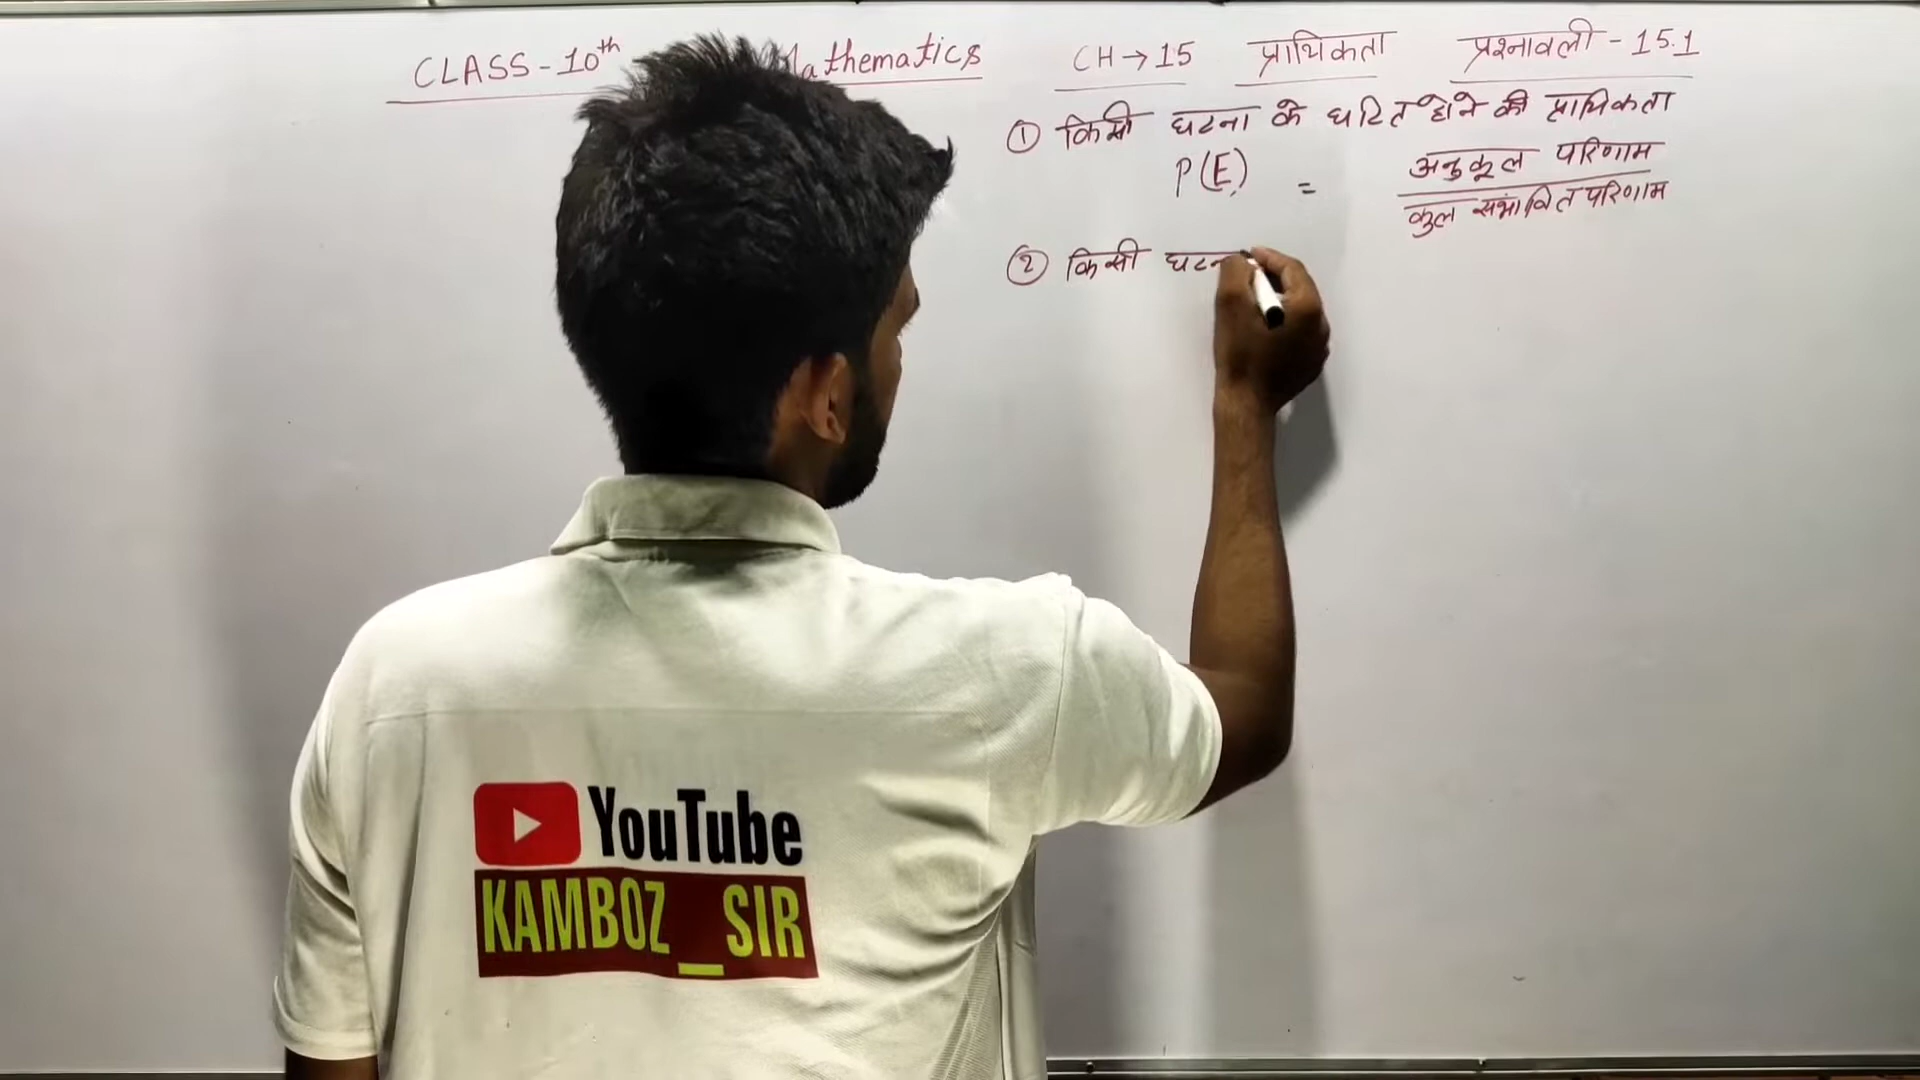 CLASS-10th Mathematics CH→15 प्रायिकता प्रश्नावली-15.1
① किसी घटना के घटित होने की प्रायिकता
P(E) = अनुकूल परिणाम
कुल संभावित परिणाम
② किसी घटन
YouTube
KAMBOZ_SIR